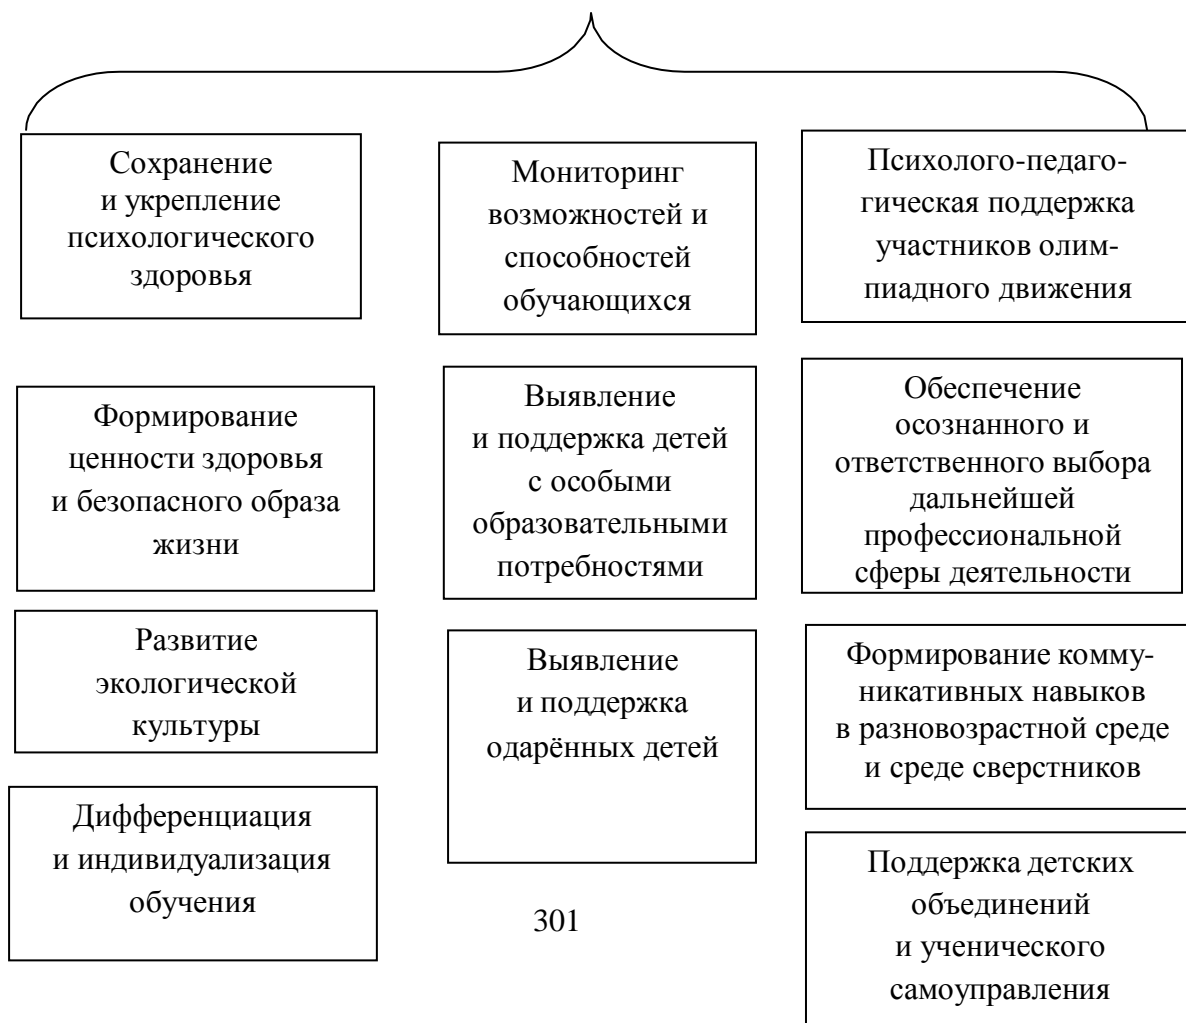 Сохранение
и укрепление
психологического
здоровья
Формирование
ценности здоровья
и безопасного образа
жизни
Развитие
экологической
культуры
Дифференциация
и индивидуализация
обучения
Мониторинг
возможностей и
способностей
обучающихся
Выявление
и поддержка детей
с особыми
образовательными
потребностями
Выявление
и поддержка
одарённых детей
Психолого-педаго-
гическая поддержка
участников олим-
пиадного движения
Обеспечение
осознанного и
ответственного выбора
дальнейшей
профессиональной
сферы деятельности
Формирование комму-
никативных навыков
в разновозрастной среде
и среде сверстников
Поддержка детских
объединений
и ученического
самоуправления
301